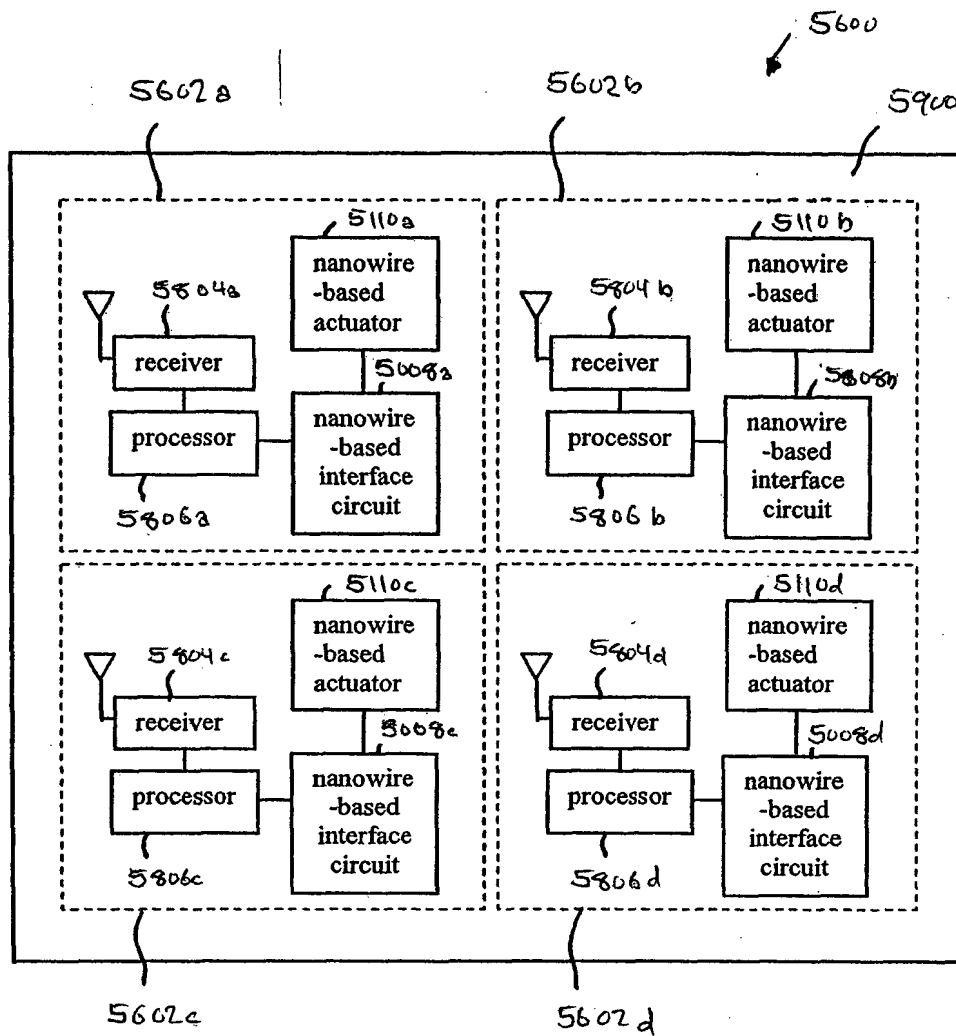 5600
5602a
5602b
5900
5110a
nanowire
-based
actuator
5804a
receiver
5008a
processor
nanowire
-based
interface
circuit
5806a
5110b
nanowire
-based
actuator
5804b
receiver
5808b
processor
nanowire
-based
interface
circuit
5806b
5110c
nanowire
-based
actuator
5804c
receiver
5008c
processor
nanowire
-based
interface
circuit
5806c
5110d
nanowire
-based
actuator
5804d
receiver
5008d
processor
nanowire
-based
interface
circuit
5806d
5602c
5602d